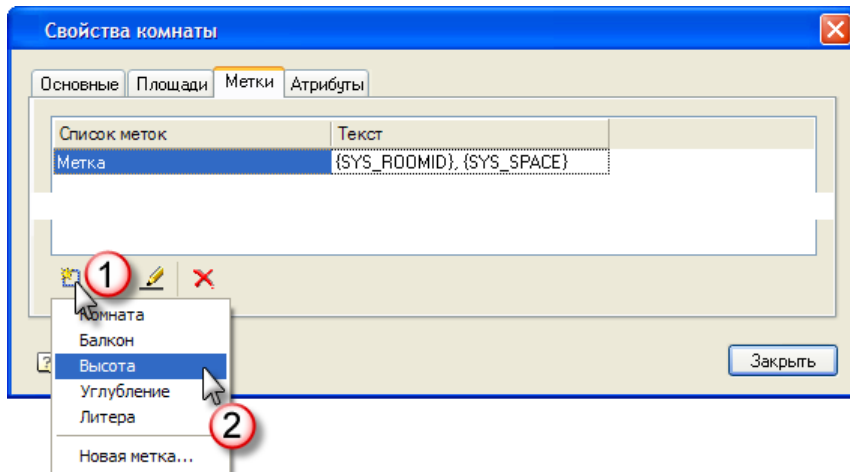 Свойства комнаты
Основные Площади Метки Атрибуты
Список меток Текст
Метка {SYS_ROOMID}, {SYS_SPACE}
1
Комната
Балкон
Высота
Углубление
Литера
2
Новая метка...
?
Закрыть